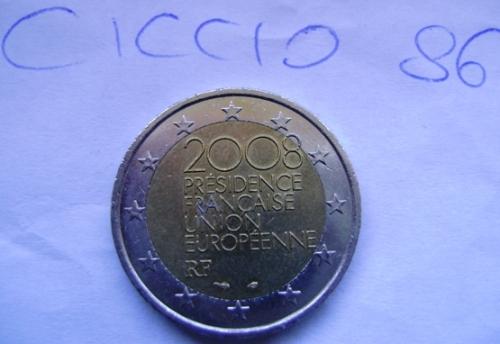 CICCIO 86
2008
PRÉSIDENCE
FRANÇAISE
UNION
EUROPÉENNE
RF